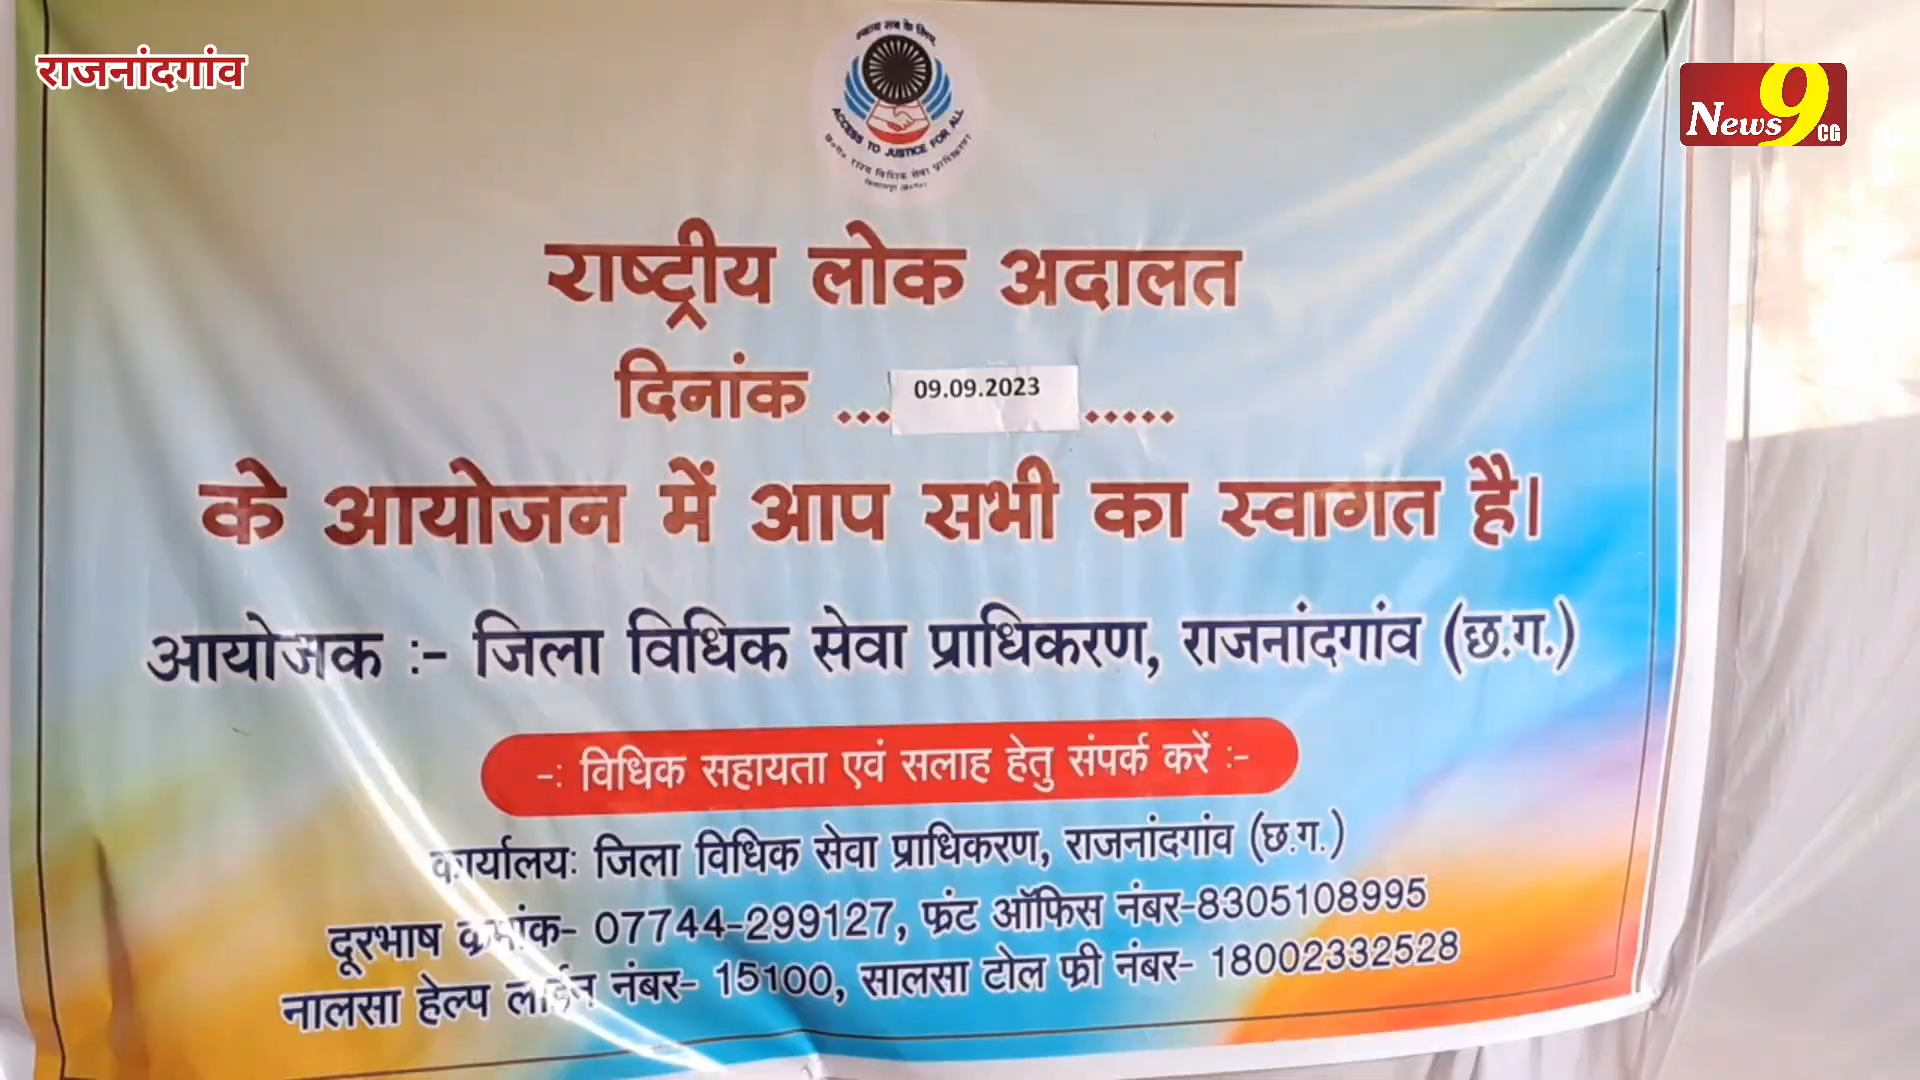 राजनांदगांव
News 9 CG
ACCESS TO JUSTICE FOR ALL
राष्ट्रीय लोक अदालत
दिनांक ...09.09.2023.....
के आयोजन में आप सभी का स्वागत है।
आयोजक :- जिला विधिक सेवा प्राधिकरण, राजनांदगांव (छ.ग.)
-: विधिक सहायता एवं सलाह हेतु संपर्क करें :-
कार्यालयः जिला विधिक सेवा प्राधिकरण, राजनांदगांव (छ.ग.)
दूरभाष क्रमांक- 07744-299127, फ्रंट ऑफिस नंबर-8305108995
नालसा हेल्प लाईन नंबर- 15100, सालसा टोल फ्री नंबर- 18002332528